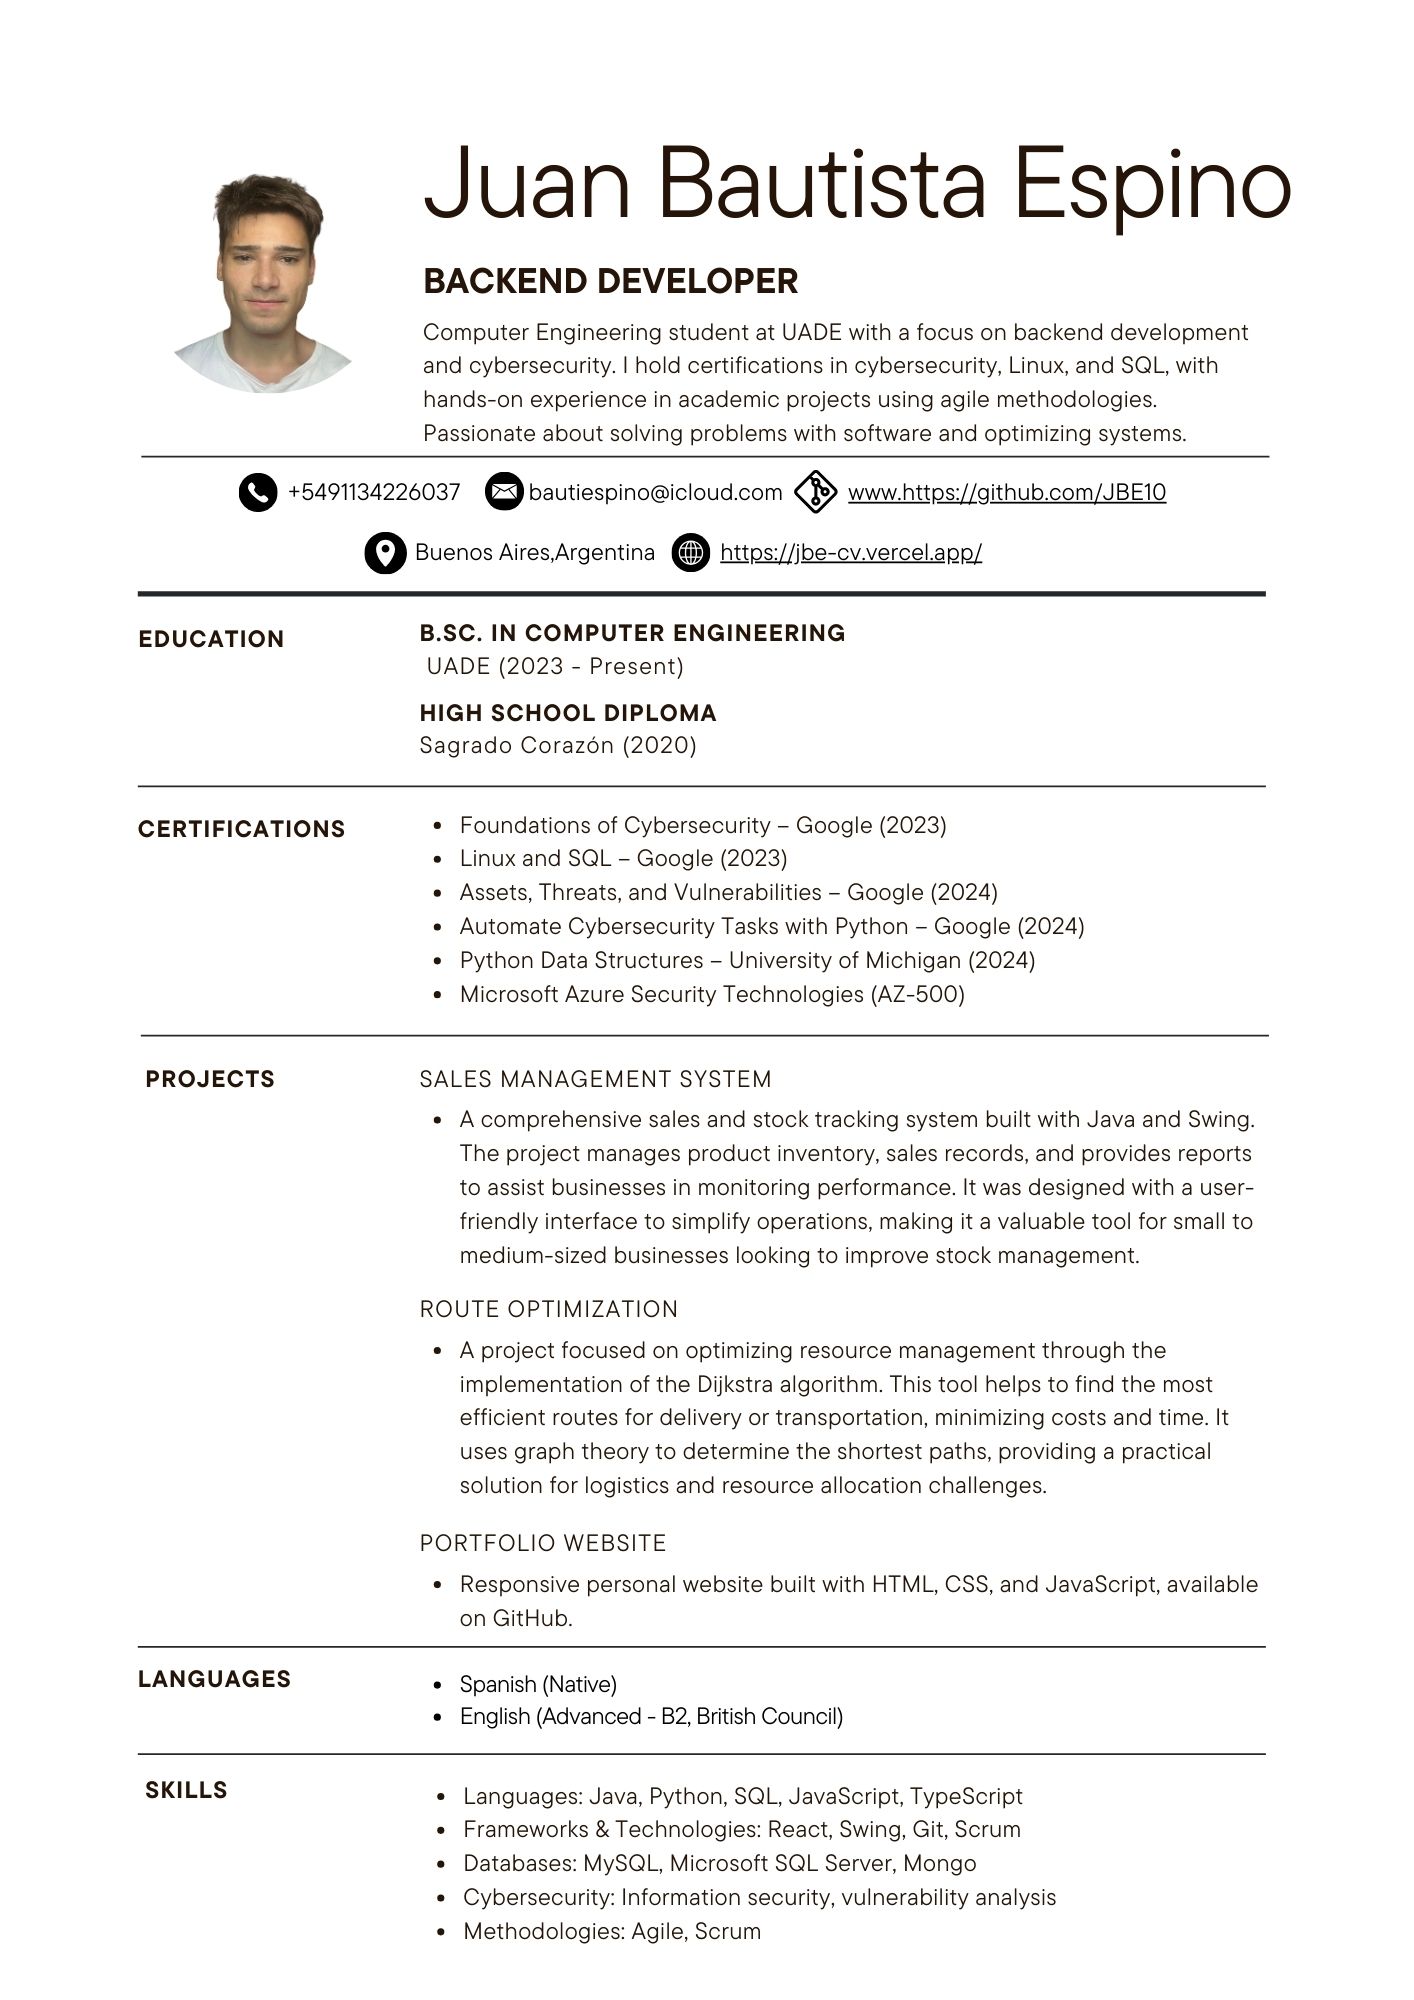 Juan Bautista Espino
BACKEND DEVELOPER
Computer Engineering student at UADE with a focus on backend development
and cybersecurity. I hold certifications in cybersecurity, Linux, and SQL, with
hands-on experience in academic projects using agile methodologies.
Passionate about solving problems with software and optimizing systems.
+5491134226037 bautiespino@icloud.com www.https://github.com/JBE10
Buenos Aires,Argentina https://jbe-cv.vercel.app/
EDUCATION
B.SC. IN COMPUTER ENGINEERING
UADE (2023 - Present)
HIGH SCHOOL DIPLOMA
Sagrado Corazón (2020)
CERTIFICATIONS
• Foundations of Cybersecurity – Google (2023)
• Linux and SQL – Google (2023)
• Assets, Threats, and Vulnerabilities – Google (2024)
• Automate Cybersecurity Tasks with Python – Google (2024)
• Python Data Structures – University of Michigan (2024)
• Microsoft Azure Security Technologies (AZ-500)
PROJECTS
SALES MANAGEMENT SYSTEM
• A comprehensive sales and stock tracking system built with Java and Swing.
The project manages product inventory, sales records, and provides reports
to assist businesses in monitoring performance. It was designed with a user-
friendly interface to simplify operations, making it a valuable tool for small to
medium-sized businesses looking to improve stock management.
ROUTE OPTIMIZATION
• A project focused on optimizing resource management through the
implementation of the Dijkstra algorithm. This tool helps to find the most
efficient routes for delivery or transportation, minimizing costs and time. It
uses graph theory to determine the shortest paths, providing a practical
solution for logistics and resource allocation challenges.
PORTFOLIO WEBSITE
• Responsive personal website built with HTML, CSS, and JavaScript, available
on GitHub.
LANGUAGES
• Spanish (Native)
• English (Advanced - B2, British Council)
SKILLS
• Languages: Java, Python, SQL, JavaScript, TypeScript
• Frameworks & Technologies: React, Swing, Git, Scrum
• Databases: MySQL, Microsoft SQL Server, Mongo
• Cybersecurity: Information security, vulnerability analysis
• Methodologies: Agile, Scrum